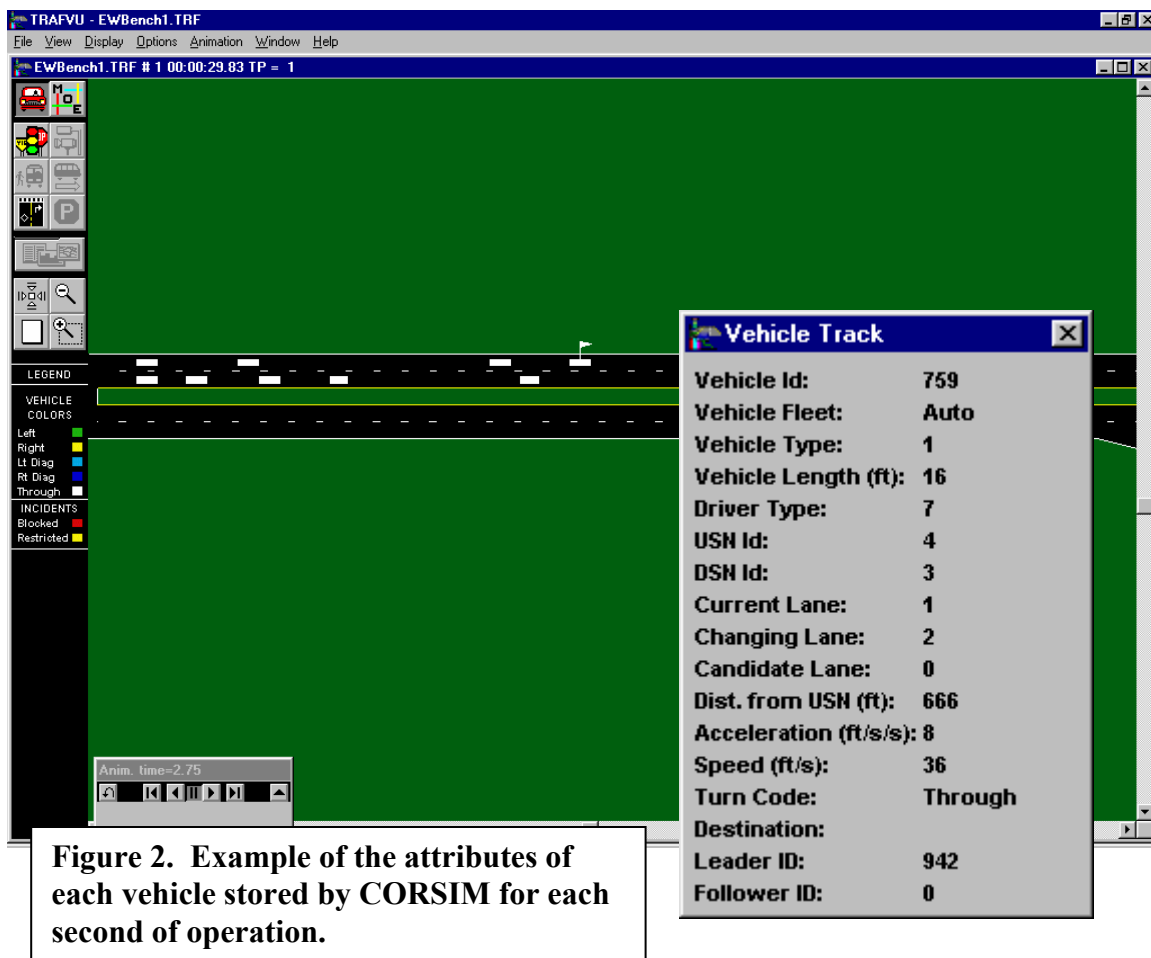 TRAFVU - EWBench1.TRF
File View Display Options Animation Window Help
EWBench1.TRF # 1 00:00:29.83 TP = 1
M
O
E
LEGEND
VEHICLE
COLORS
Left
Right
Lt Diag
Rt Diag
Through
INCIDENTS
Blocked
Restricted
Vehicle Track
Vehicle Id: 759
Vehicle Fleet: Auto
Vehicle Type: 1
Vehicle Length (ft): 16
Driver Type: 7
USN Id: 4
DSN Id: 3
Current Lane: 1
Changing Lane: 2
Candidate Lane: 0
Dist. from USN (ft): 666
Acceleration (ft/s/s): 8
Speed (ft/s): 36
Turn Code: Through
Destination:
Leader ID: 942
Follower ID: 0
Anim. time=2.75
Figure 2. Example of the attributes of
each vehicle stored by CORSIM for each
second of operation.